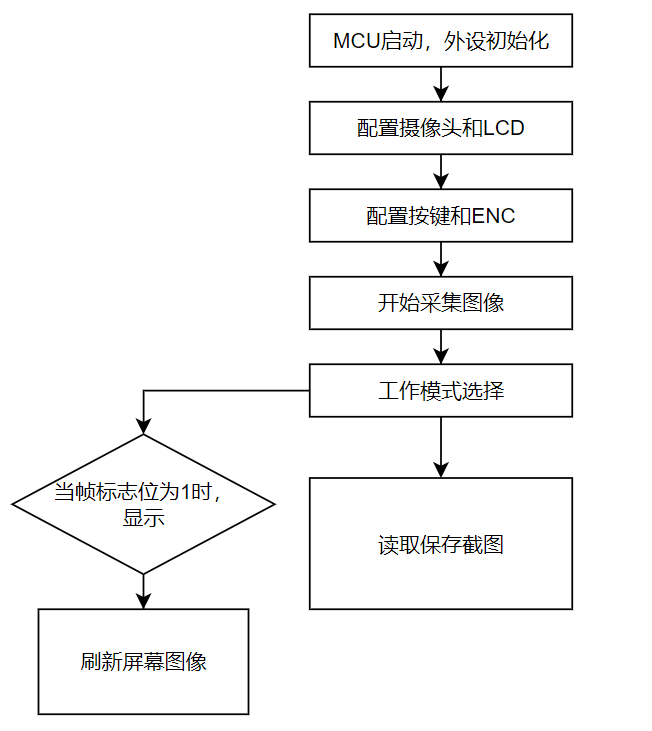 MCU启动，外设初始化
配置摄像头和LCD
配置按键和ENC
开始采集图像
工作模式选择
当帧标志位为1时，
显示
读取保存截图
刷新屏幕图像